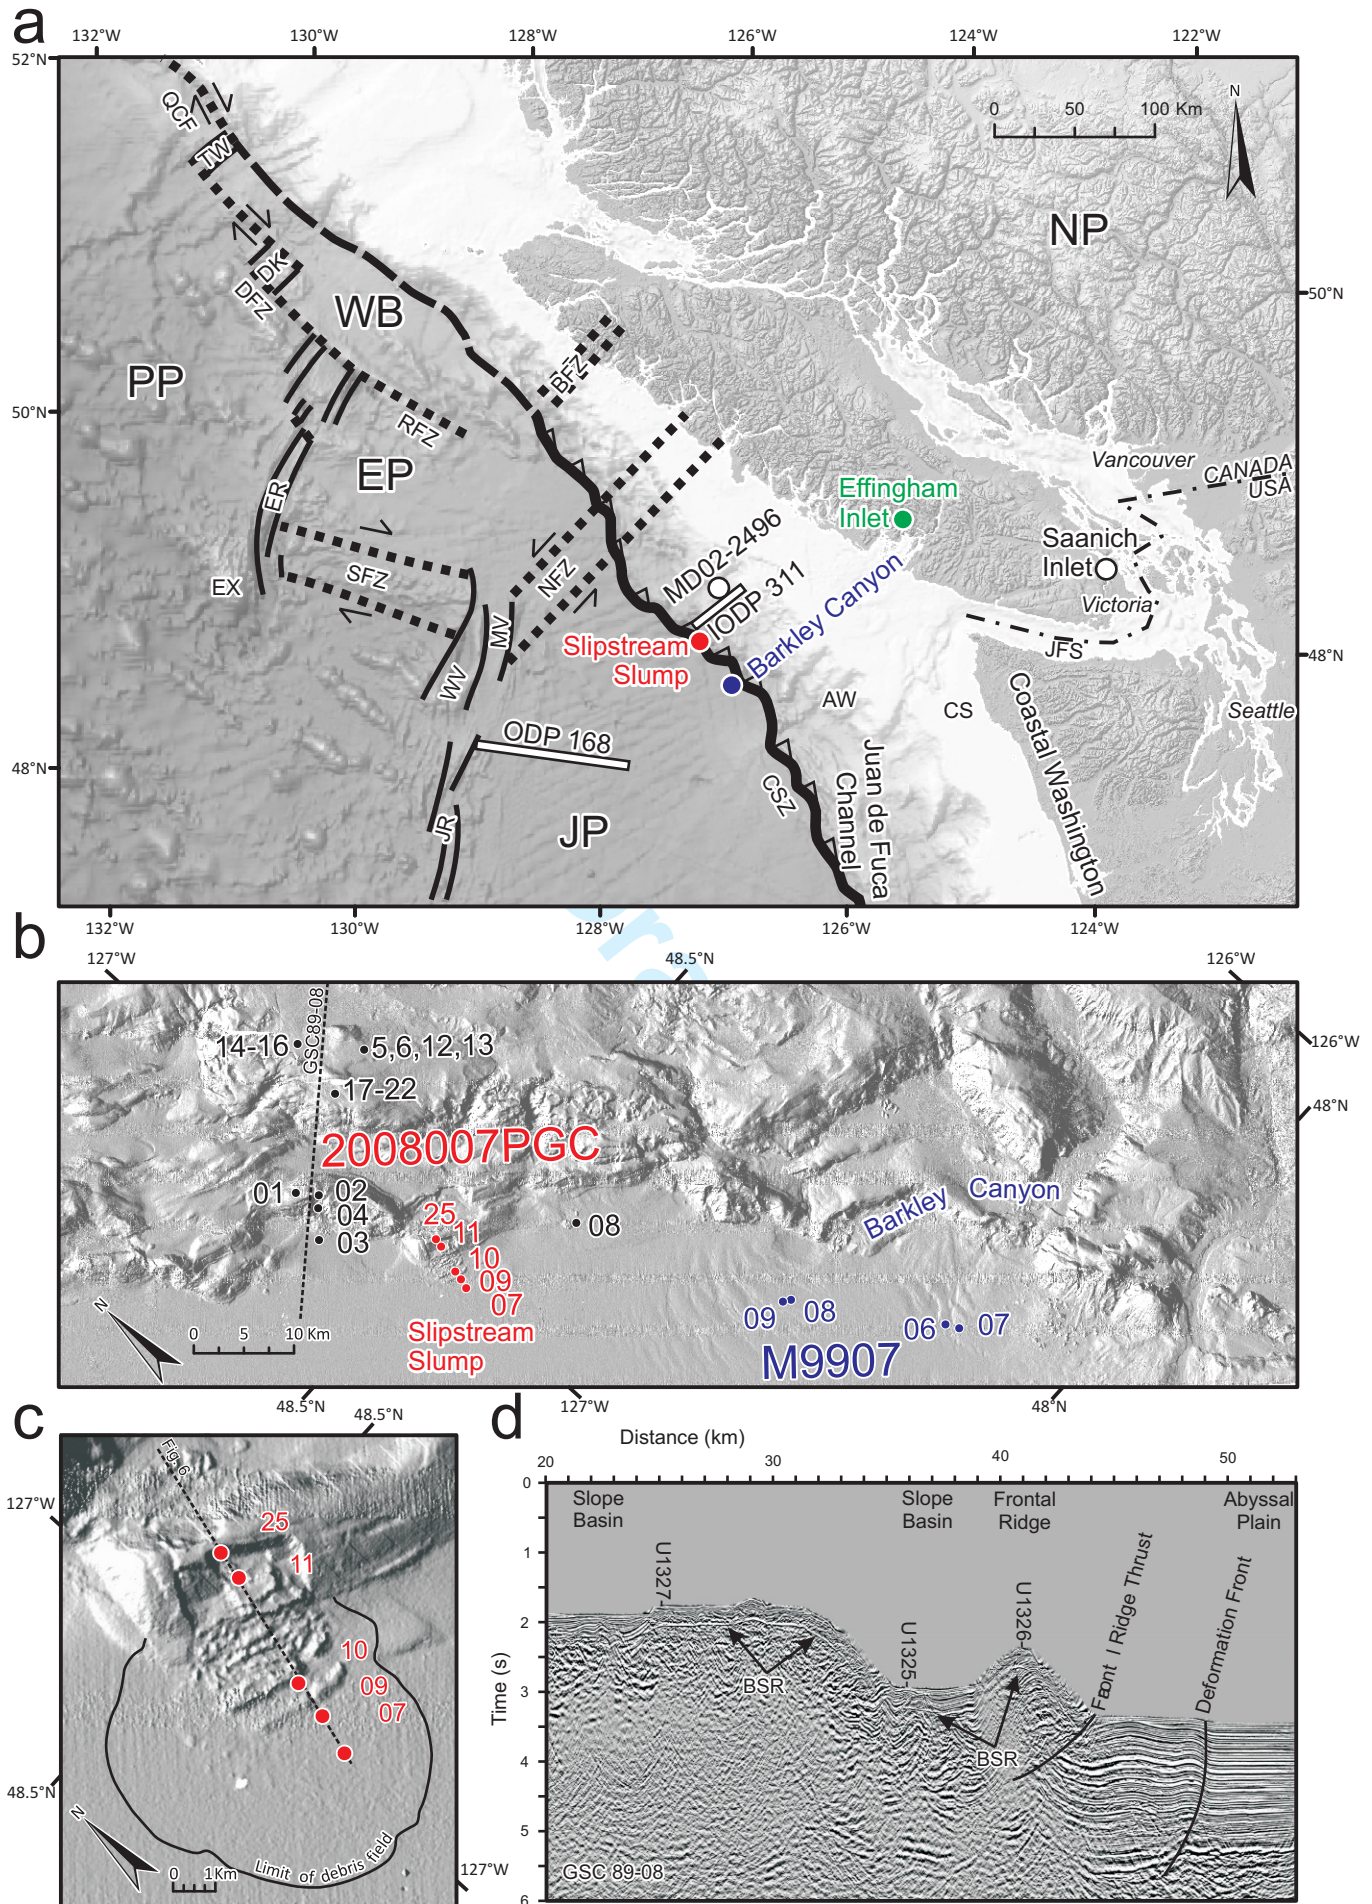 a
132°W 130°W 128°W 126°W 124°W 122°W
52°N
QCF
TW
0 50 100 Km
N
NP
DK
DFZ
WB
50°N
PP
BFZ
50°N
RFZ
EP
Vancouver
CANADA
USA
ER
Effingham
Inlet
MD02-2496
Saanich
Inlet
EX
SFZ
NFZ
IODP 311
Barkley Canyon
Victoria
MV
Slipstream
Slump
JFS
48°N
WV
AW
CS
Coastal Washington
Seattle
ODP 168
48°N
CSZ
Juan de Fuca
Channel
JR
JP
132°W 130°W 128°W 126°W 124°W 122°W
b
127°W 48.5°N 126°W
GSC89-08
14-16
5,6,12,13
126°W
17-22
48°N
2008007PGC
01
02
04
03
25
11
10
09
07
08
Barkley Canyon
N
0 5 10 Km
Slipstream
Slump
09 08
06 07
M9907
48.5°N 127°W 48°N
c
48.5°N
Fig. 6
127°W
25
11
10
09
07
48.5°N
N
0 1Km
Limit of debris field
127°W
d
Distance (km)
20 30 40 50
0
Slope
Basin
Slope
Basin
Frontal
Ridge
Abyssal
Plain
1
U1327
U1326
Front l Ridge Thrust
Deformation Front
2
U1325
BSR
3
Time (s)
BSR
4
5
GSC 89-08
6